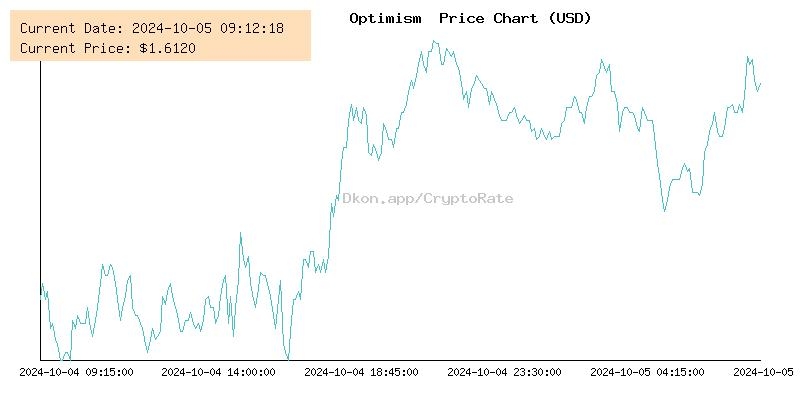 Optimism  Price Chart (USD)
Current Date: 2024-10-05 09:12:18
Current Price: $1.6120
Dkon.app/CryptoRate
2024-10-04 09:15:00 2024-10-04 14:00:00 2024-10-04 18:45:00 2024-10-04 23:30:00 2024-10-05 04:15:00 2024-10-05